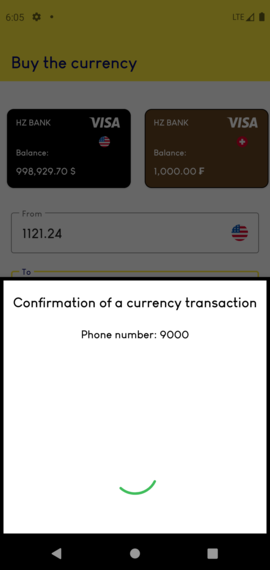 6:05
LTE
Buy the currency
HZ BANK VISA
Balance:
998,929.70 $
HZ BANK VISA
Balance:
1,000.00 ₣
From
1121.24
To
Confirmation of a currency transaction
Phone number: 9000